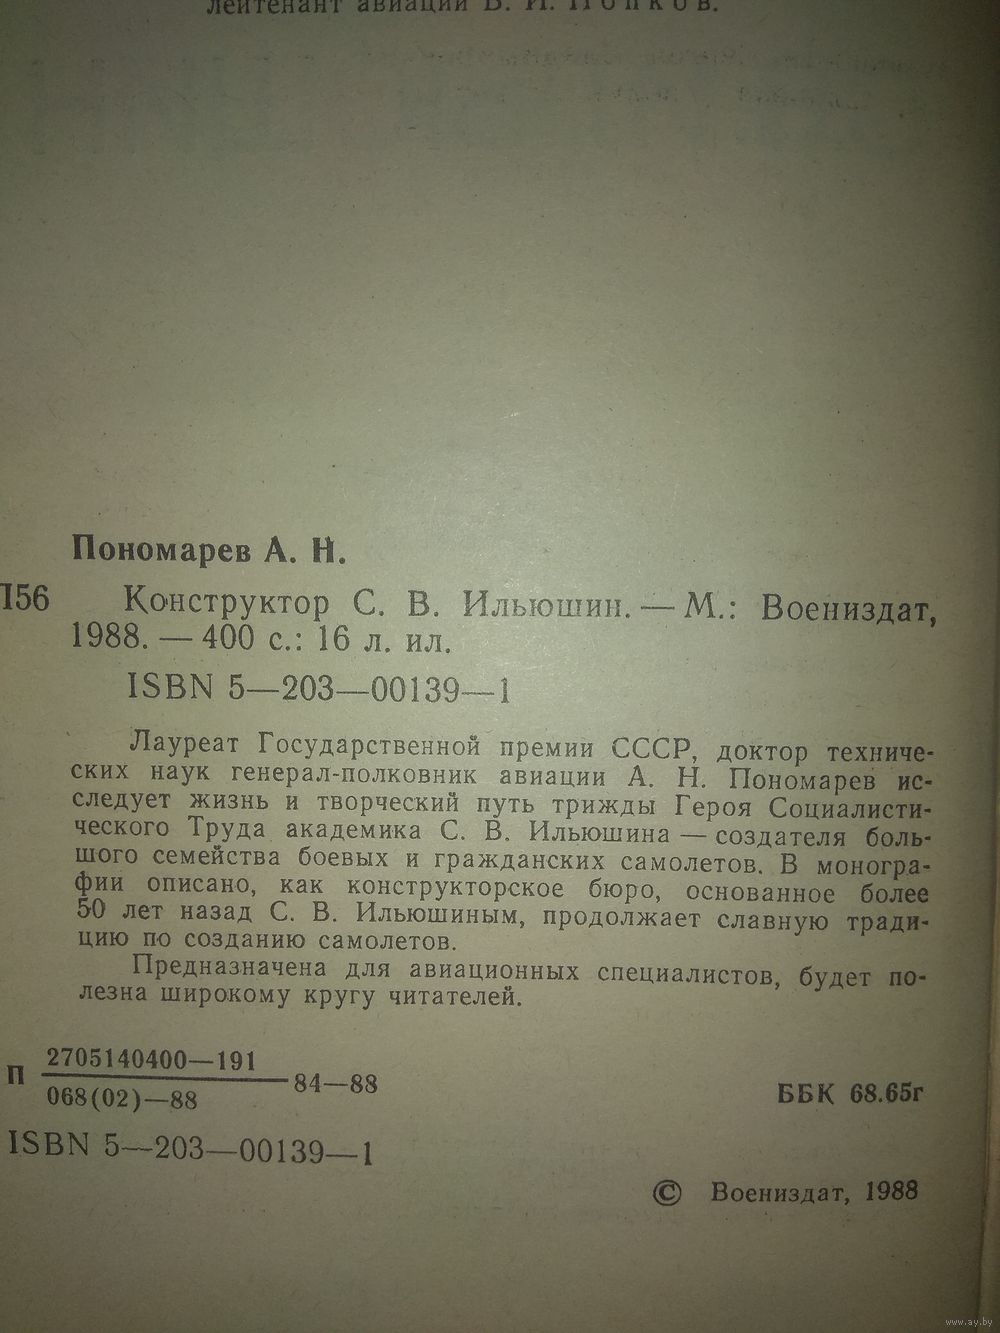 лейтенант авиации В. И. Попков.
Пономарев А. Н.
П56 Конструктор С. В. Ильюшин. — М.: Воениздат,
1988. — 400 с.: 16 л. ил.
ISBN 5—203—00139—1
Лауреат Государственной премии СССР, доктор техниче-
ских наук генерал-полковник авиации А. Н. Пономарев ис-
следует жизнь и творческий путь трижды Героя Социалисти-
ческого Труда академика С. В. Ильюшина — создателя боль-
шого семейства боевых и гражданских самолетов. В моногра-
фии описано, как конструкторское бюро, основанное более
50 лет назад С. В. Ильюшиным, продолжает славную тради-
цию по созданию самолетов.
Предназначена для авиационных специалистов, будет по-
лезна широкому кругу читателей.
2705140400—191
П 84—88
068(02)—88
ББК 68.65г
ISBN 5—203—00139—1
© Воениздат, 1988
www.ay.by